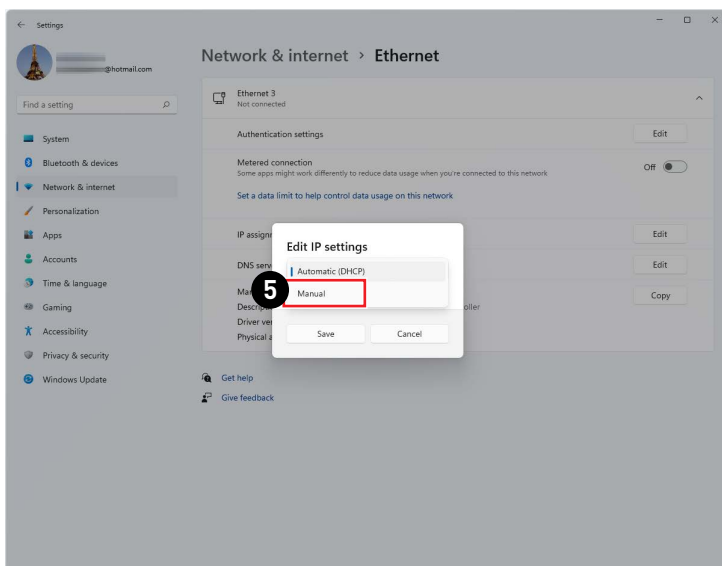 Settings
@hotmail.com
Find a setting
System
Bluetooth & devices
Network & internet
Personalization
Apps
Accounts
Time & language
Gaming
Accessibility
Privacy & security
Windows Update
Network & internet > Ethernet
Ethernet 3
Not connected
Authentication settings
Edit
Metered connection
Some apps might work differently to reduce data usage when you're connected to this network
Off
Set a data limit to help control data usage on this network
IP
Edit
DNS
Edit
Copy
Driver
Physical
Edit IP settings
Automatic (DHCP)
5
Manual
Save
Cancel
Get help
Give feedback